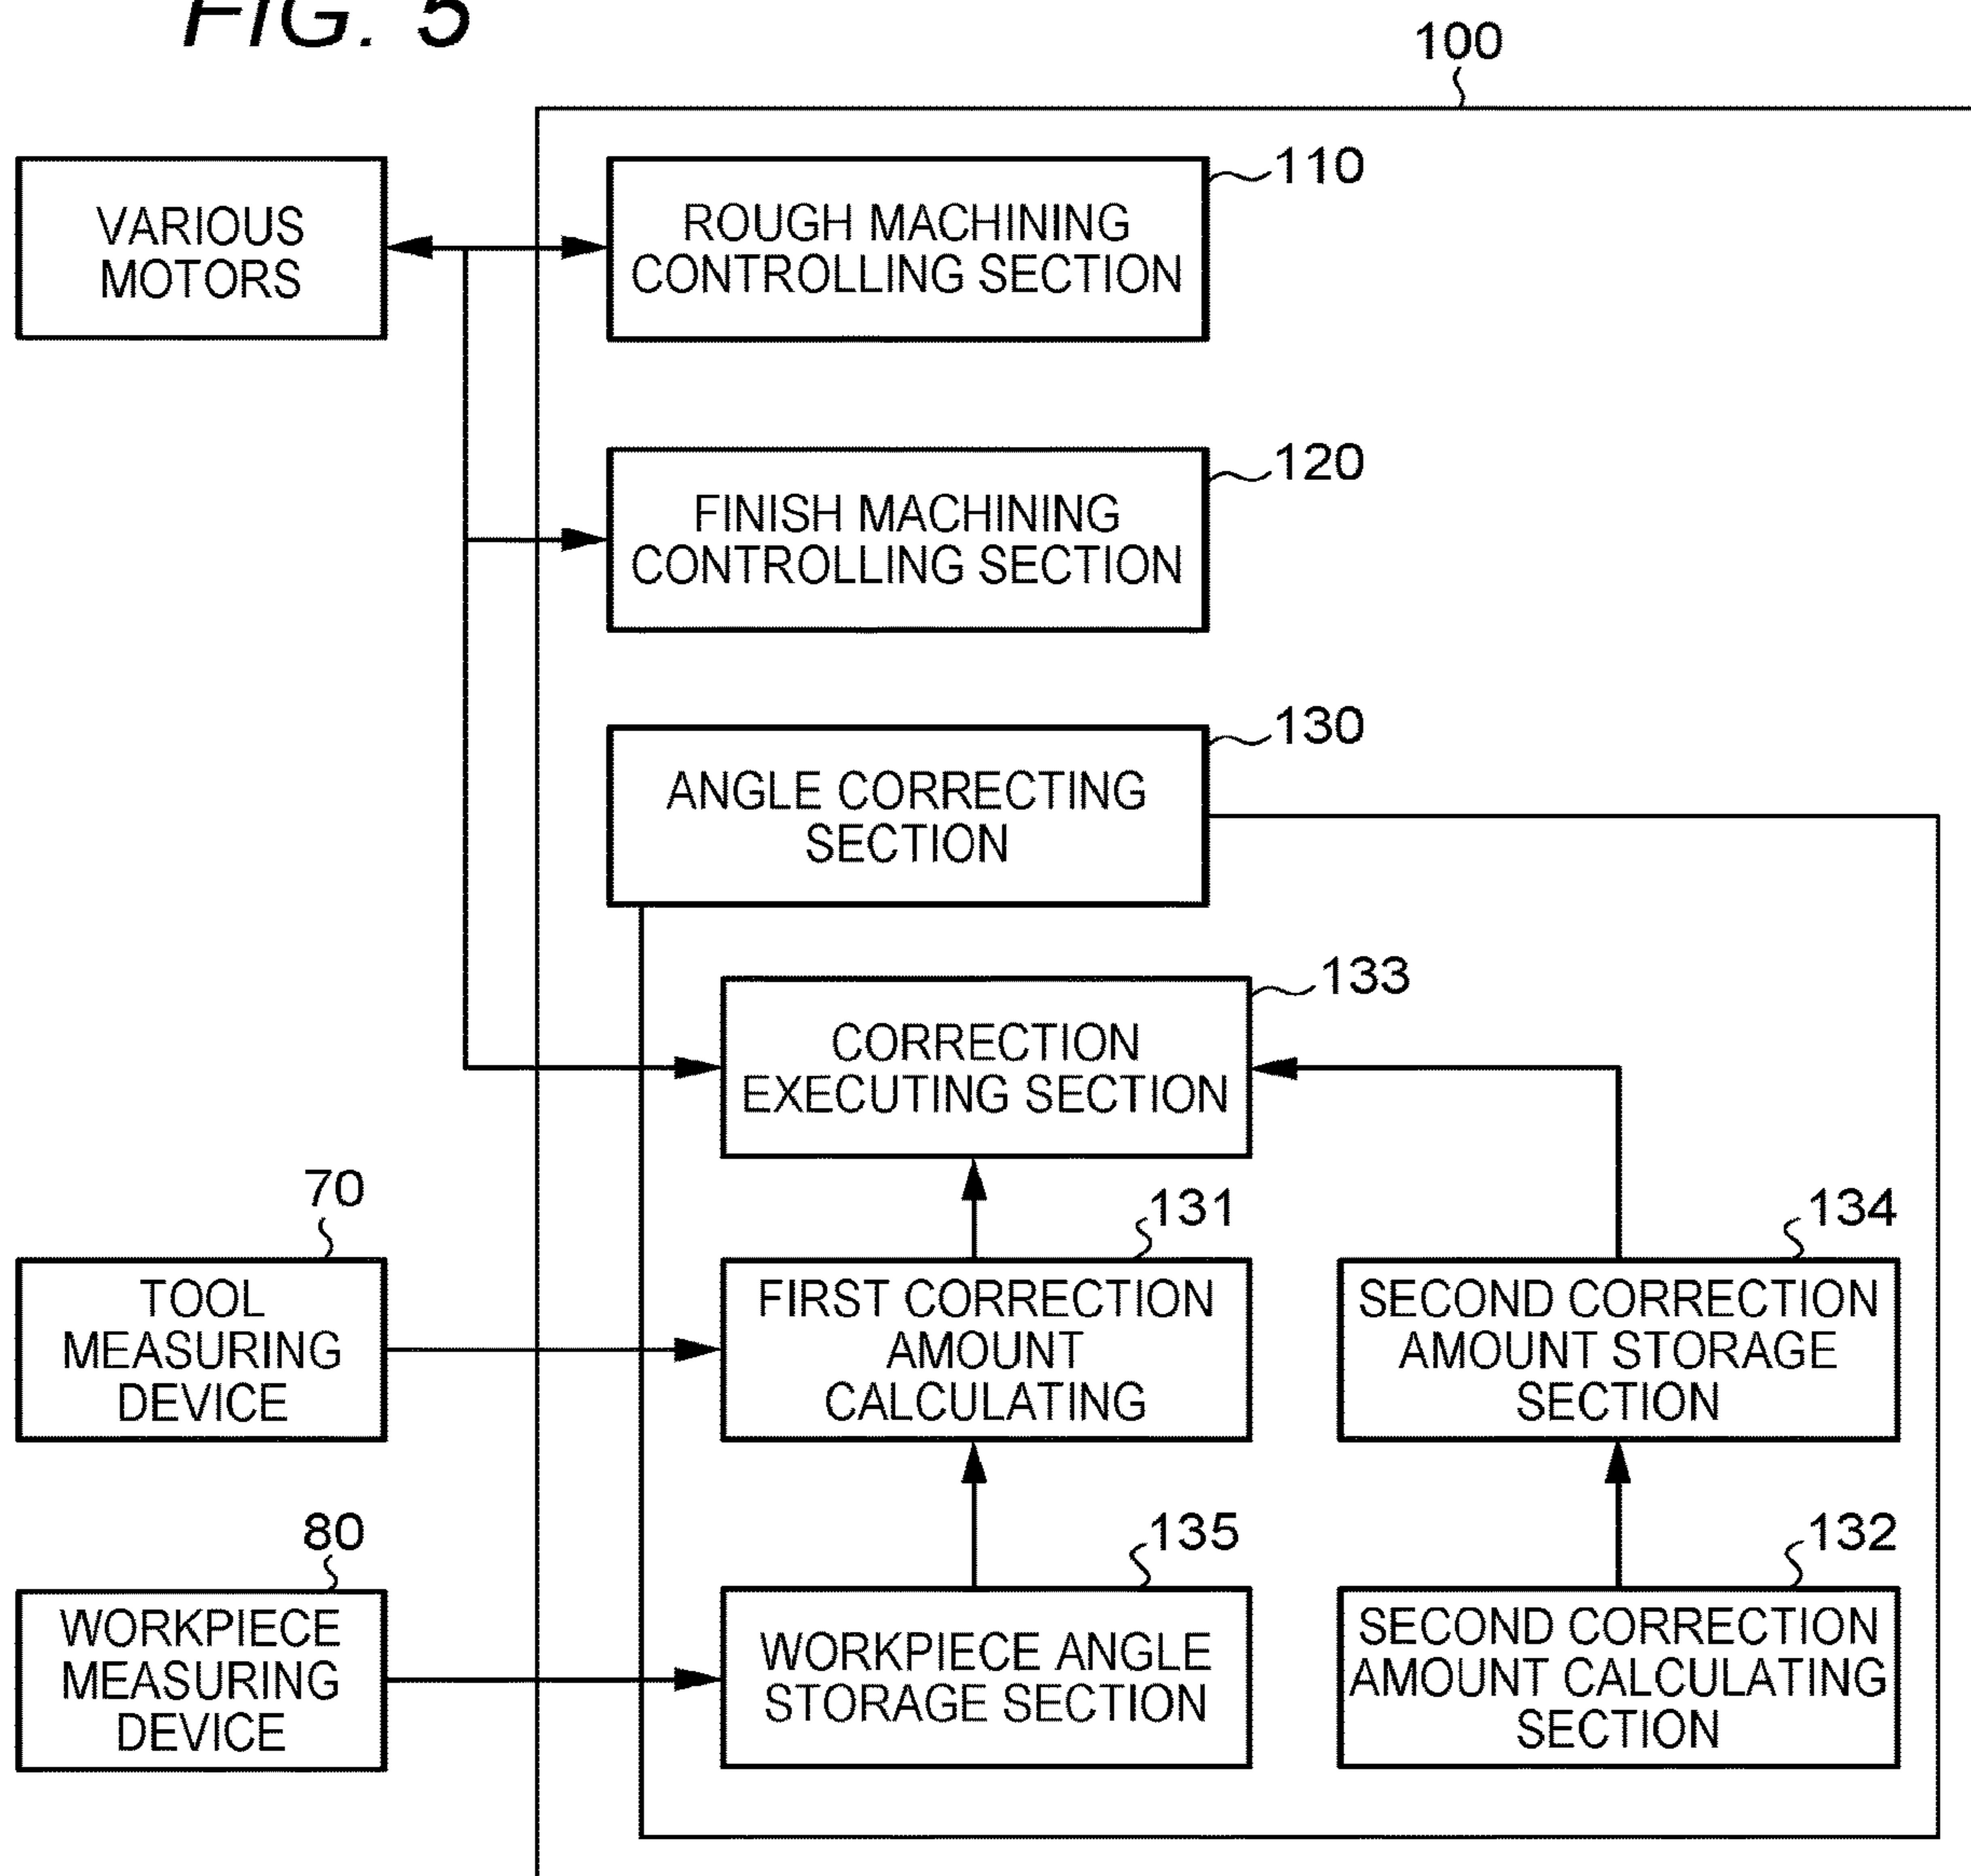 FIG. 5
100
VARIOUS
MOTORS
110
ROUGH MACHINING
CONTROLLING SECTION
120
FINISH MACHINING
CONTROLLING SECTION
130
ANGLE CORRECTING
SECTION
133
CORRECTION
EXECUTING SECTION
70
TOOL
MEASURING
DEVICE
131
FIRST CORRECTION
AMOUNT
CALCULATING
134
SECOND CORRECTION
AMOUNT STORAGE
SECTION
80
WORKPIECE
MEASURING
DEVICE
135
WORKPIECE ANGLE
STORAGE SECTION
132
SECOND CORRECTION
AMOUNT CALCULATING
SECTION